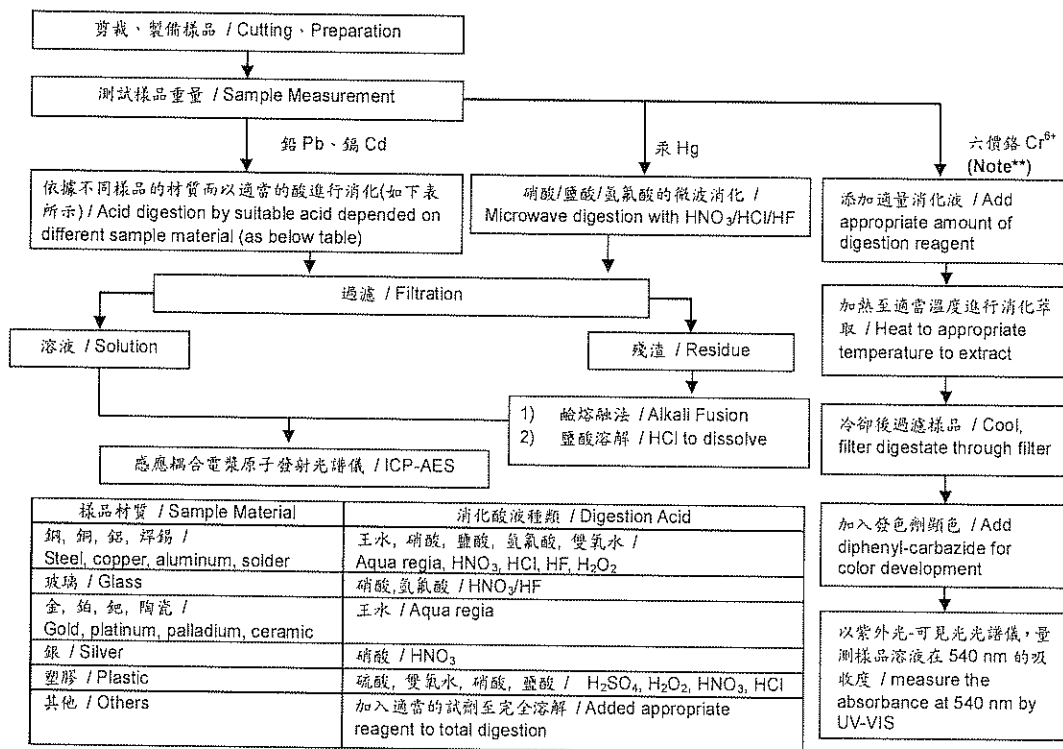 剪裁、製備樣品 / Cutting、Preparation
測試樣品重量 / Sample Measurement
鉛 Pb、鎘 Cd
汞 Hg
六價鉻 Cr⁶⁺
(Note**)
依據不同樣品的材質而以適當的酸進行消化(如下表
所示) / Acid digestion by suitable acid depended on
different sample material (as below table)
硝酸/鹽酸/氫氟酸的微波消化 /
Microwave digestion with HNO₃/HCl/HF
添加適量消化液 / Add
appropriate amount of
digestion reagent
過濾 / Filtration
加熱至適當溫度進行消化萃
取 / Heat to appropriate
temperature to extract
溶液 / Solution
殘渣 / Residue
1) 鹼熔融法 / Alkali Fusion
2) 鹽酸溶解 / HCl to dissolve
冷卻後過濾樣品 / Cool,
filter digestate through filter
感應耦合電漿原子發射光譜儀 / ICP-AES
加入發色劑顯色 / Add
diphenyl-carbazide for
color development
以紫外光-可見光光譜儀，量
測樣品溶液在 540 nm 的吸
收度 / measure the
absorbance at 540 nm by
UV-VIS
樣品材質 / Sample Material
消化酸液種類 / Digestion Acid
鋼, 銅, 鋁, 焊錫 /
Steel, copper, aluminum, solder
王水, 硝酸, 鹽酸, 氫氟酸, 雙氧水 /
Aqua regia, HNO₃, HCl, HF, H₂O₂
玻璃 / Glass
硝酸,氫氟酸 / HNO₃/HF
金, 鉑, 鈀, 陶瓷 /
Gold, platinum, palladium, ceramic
王水 / Aqua regia
銀 / Silver
硝酸 / HNO₃
塑膠 / Plastic
硫酸, 雙氧水, 硝酸, 鹽酸 / H₂SO₄, H₂O₂, HNO₃, HCl
其他 / Others
加入適當的試劑至完全溶解 / Added appropriate
reagent to total digestion